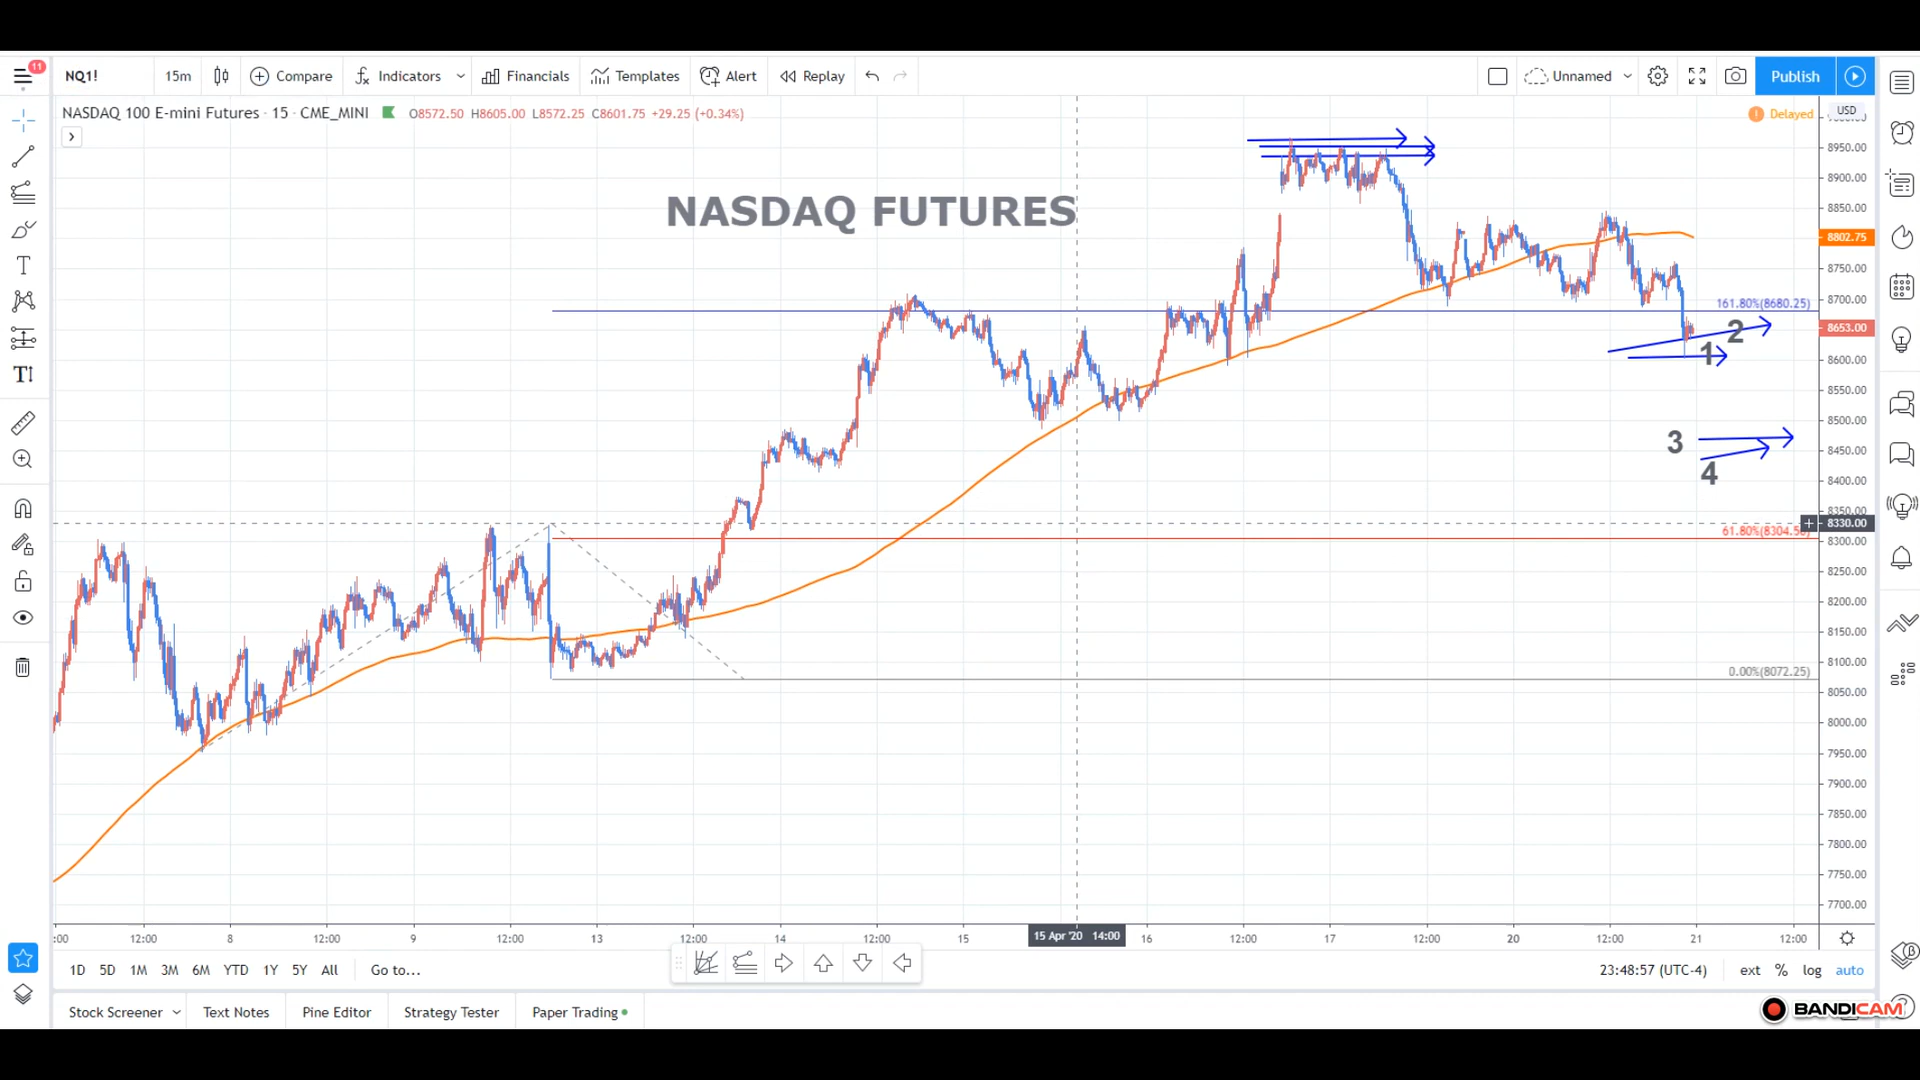 11
NQ1!
15m
Compare
Indicators
Financials
Templates
Alert
Replay
Unnamed
Publish
NASDAQ 100 E-mini Futures · 15 · CME_MINI
O8572.50 H8605.00 L8572.25 C8601.75 +29.25 (+0.34%)
Delayed
USD
NASDAQ FUTURES
8950.00
8900.00
8850.00
8802.75
8750.00
8700.00
161.80%(8680.25)
8653.00
2
1
8600.00
8550.00
8500.00
3
8450.00
4
8400.00
8350.00
8330.00
61.80%(8304.50)
8300.00
8250.00
8200.00
8150.00
8100.00
0.00%(8072.25)
8050.00
8000.00
7950.00
7900.00
7850.00
7800.00
7750.00
7700.00
:00 12:00 8 12:00 9 12:00 13 12:00 14 12:00 15 15 Apr '20 14:00 16 12:00 17 12:00 20 12:00 21 12:00
1D 5D 1M 3M 6M YTD 1Y 5Y All Go to...
23:48:57 (UTC-4) ext % log auto
Stock Screener Text Notes Pine Editor Strategy Tester Paper Trading
BANDICAM